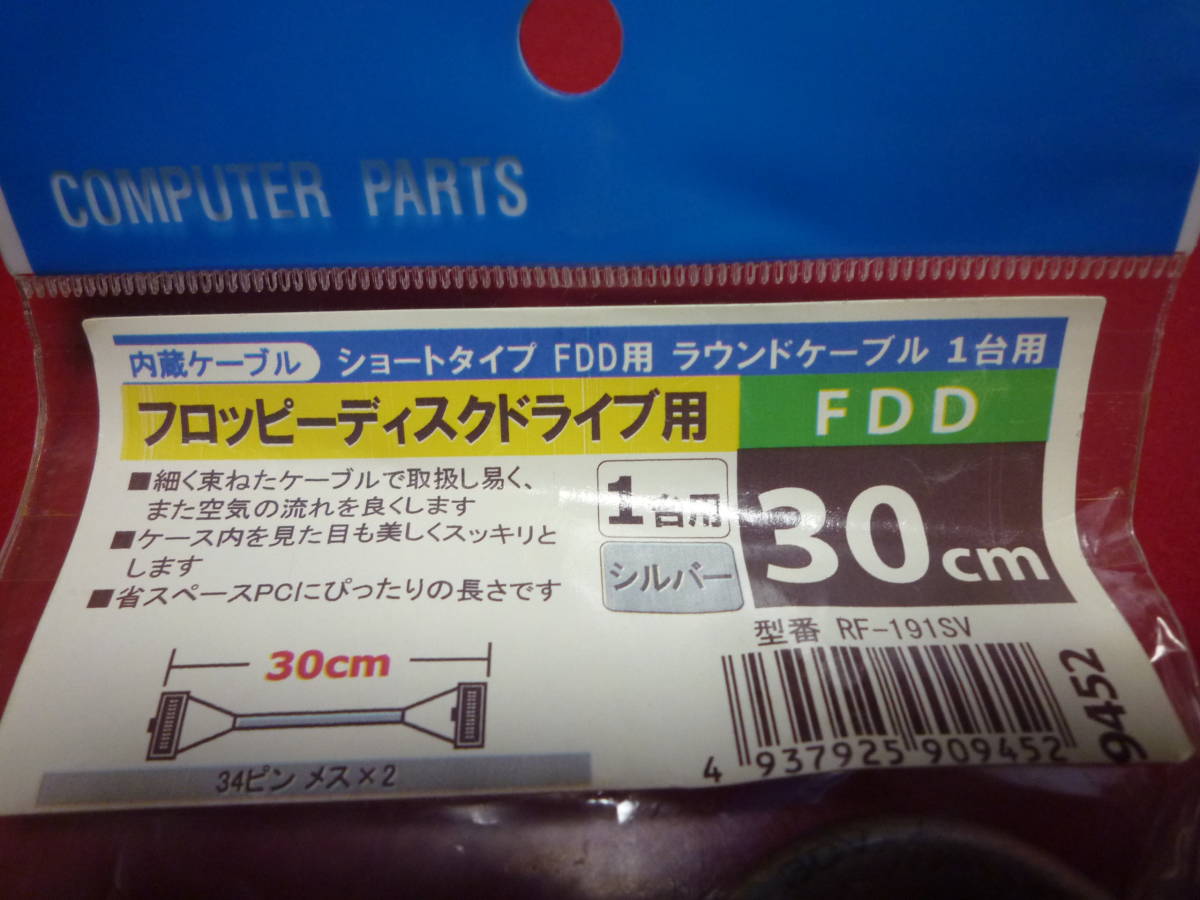 COMPUTER PARTS
内蔵ケーブル ショートタイプ FDD用 ラウンドケーブル 1台用
フロッピーディスクドライブ用 FDD
■細く束ねたケーブルで取扱し易く、
また空気の流れを良くします
■ケース内を見た目も美しくスッキリと
します
■省スペースPCにぴったりの長さです
1台用
シルバー
30cm
型番 RF-191SV
30cm
34ピン メス×2
4 937925 909452
9452